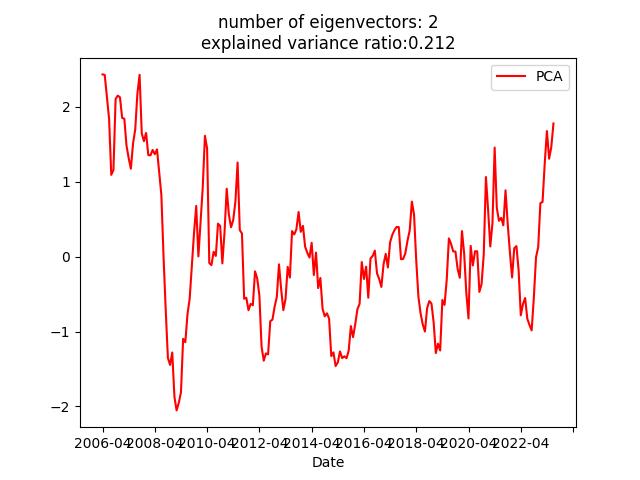 number of eigenvectors: 2
explained variance ratio:0.212
PCA
2
1
0
−1
−2
2006-04 2008-04 2010-04 2012-04 2014-04 2016-04 2018-04 2020-04 2022-04
Date